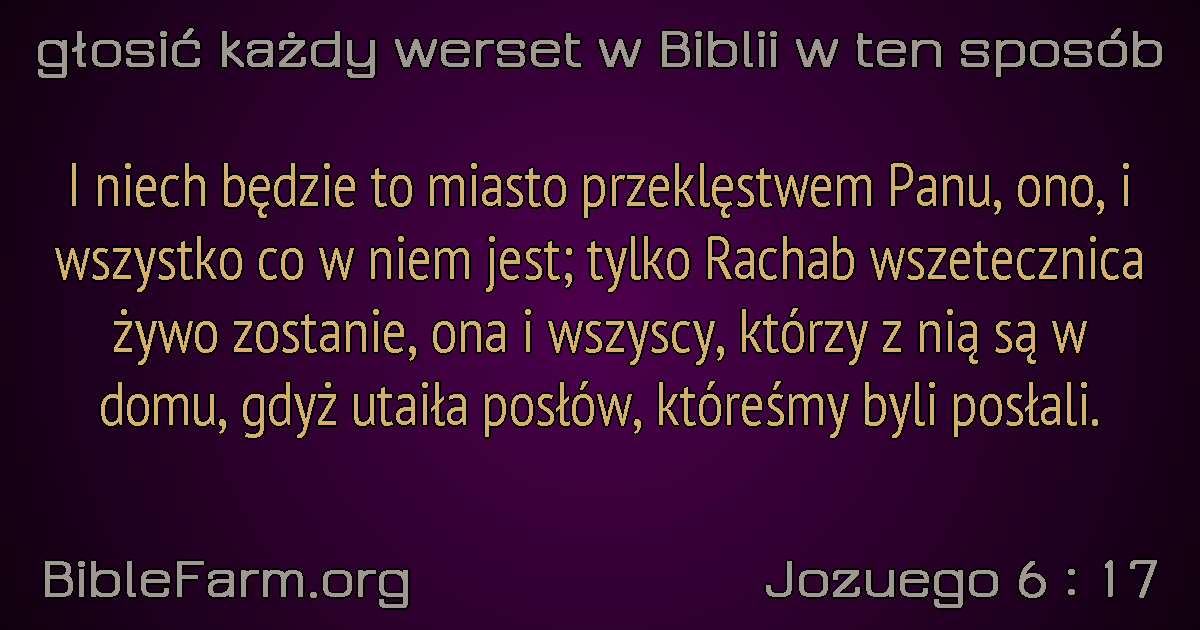 głosić każdy werset w Biblii w ten sposób
I niech będzie to miasto przeklęstwem Panu, ono, i
wszystko co w niem jest; tylko Rachab wszetecznica
żywo zostanie, ona i wszyscy, którzy z nią są w
domu, gdyż utaiła posłów, któreśmy byli posłali.
BibleFarm.org
Jozuego 6 : 17